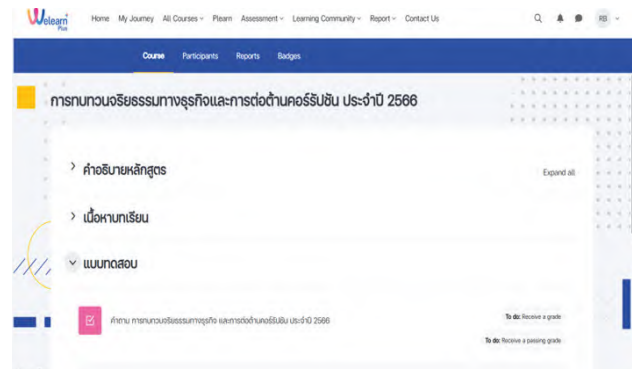 Welearn Plus
Home My Journey All Courses Plearn Assessment Learning Community Report Contact Us RB
Course Participants Reports Badges
การทบทวนจริยธรรมทางธุรกิจและการต่อต้านคอร์รัปชัน ประจำปี 2566
คำอธิบายหลักสูตร Expand all
เนื้อหาบทเรียน
แบบทดสอบ
คำถาม การทบทวนจริยธรรมทางธุรกิจ และการต่อต้านคอร์รัปชัน ประจำปี 2566 To do: Receive a grade
To do: Receive a passing grade